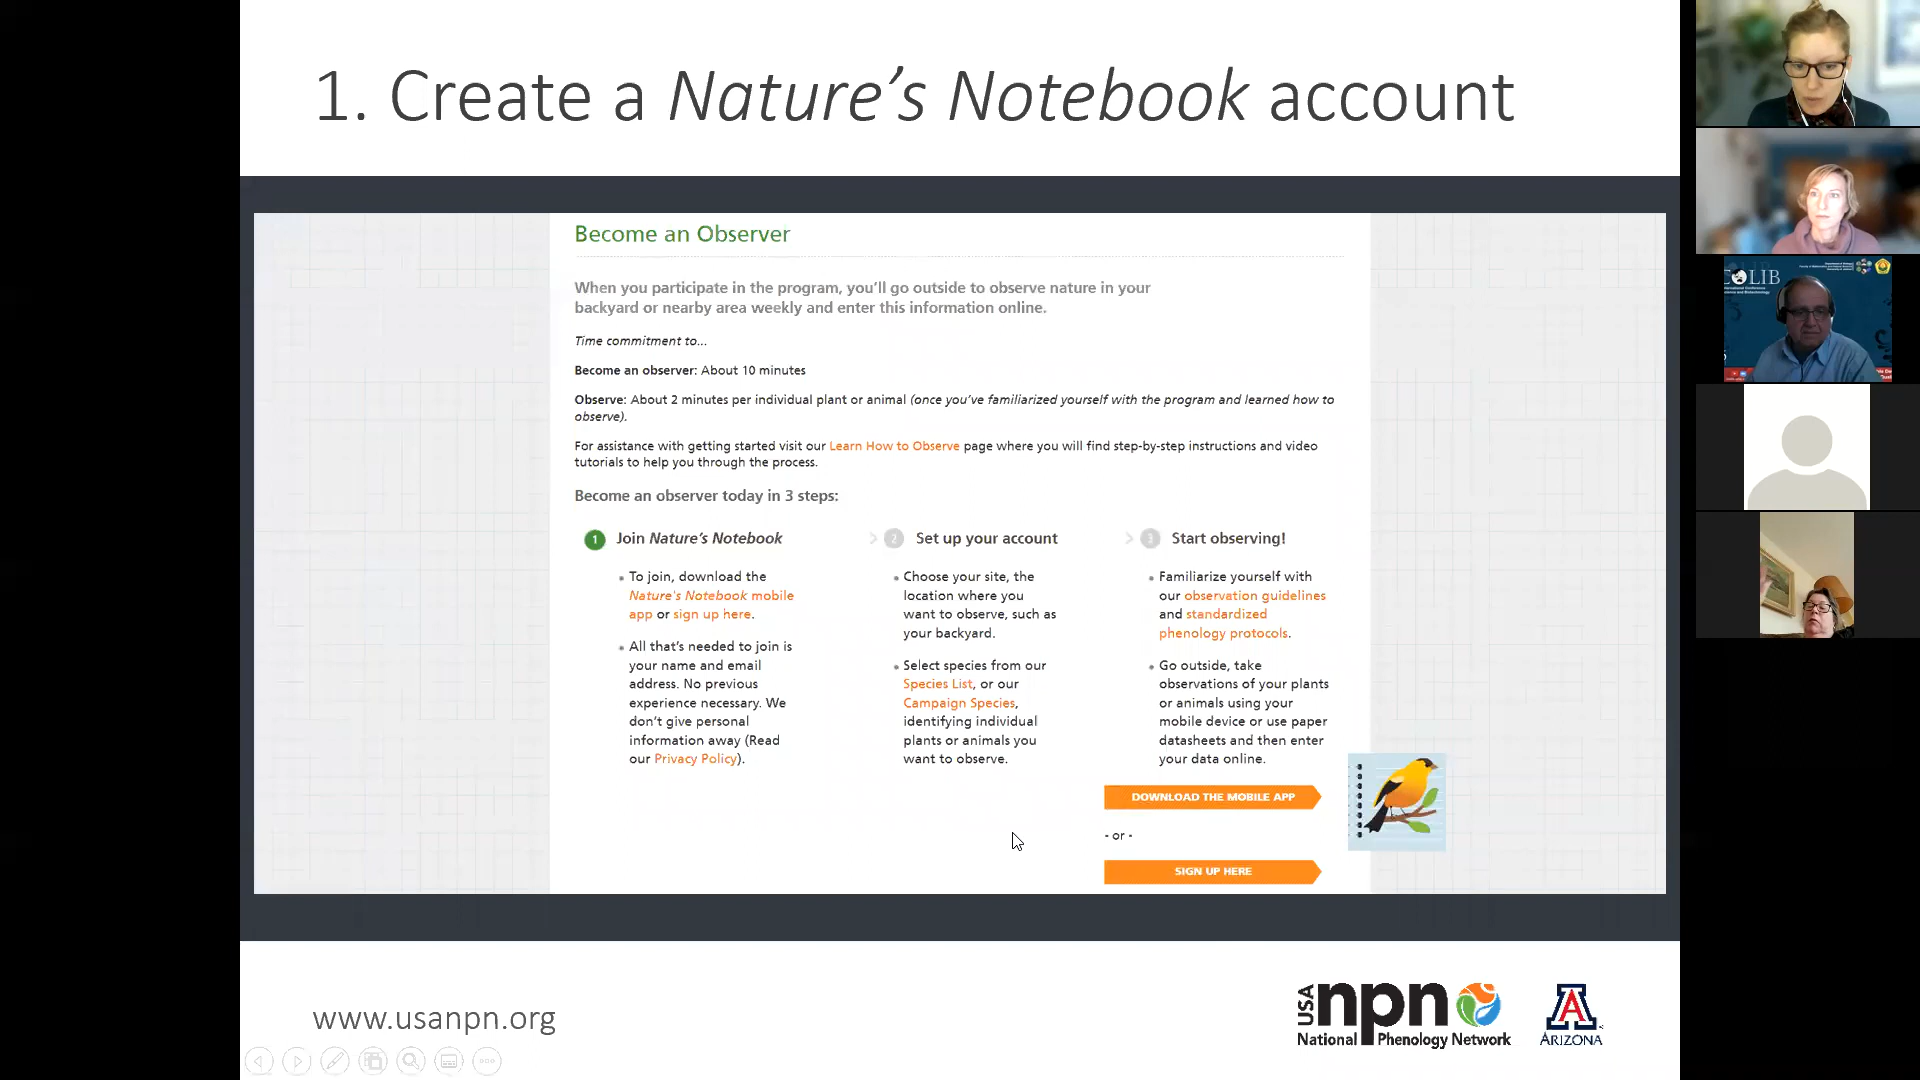 1. Create a Nature's Notebook account
Become an Observer
When you participate in the program, you'll go outside to observe nature in your
backyard or nearby area weekly and enter this information online.
Time commitment to...
Become an observer: About 10 minutes
Observe: About 2 minutes per individual plant or animal (once you've familiarized yourself with the program and learned how to
observe).
For assistance with getting started visit our Learn How to Observe page where you will find step-by-step instructions and video
tutorials to help you through the process.
Become an observer today in 3 steps:
1 Join Nature's Notebook
To join, download the
Nature's Notebook mobile
app or sign up here.
All that's needed to join is
your name and email
address. No previous
experience necessary. We
don't give personal
information away (Read
our Privacy Policy).
2 Set up your account
Choose your site, the
location where you
want to observe, such as
your backyard.
Select species from our
Species List, or our
Campaign Species,
identifying individual
plants or animals you
want to observe.
3 Start observing!
Familiarize yourself with
our observation guidelines
and standardized
phenology protocols.
Go outside, take
observations of your plants
or animals using your
mobile device or use paper
datasheets and then enter
your data online.
DOWNLOAD THE MOBILE APP
- or -
SIGN UP HERE
www.usanpn.org
USA npn
National Phenology Network
A
ARIZONA